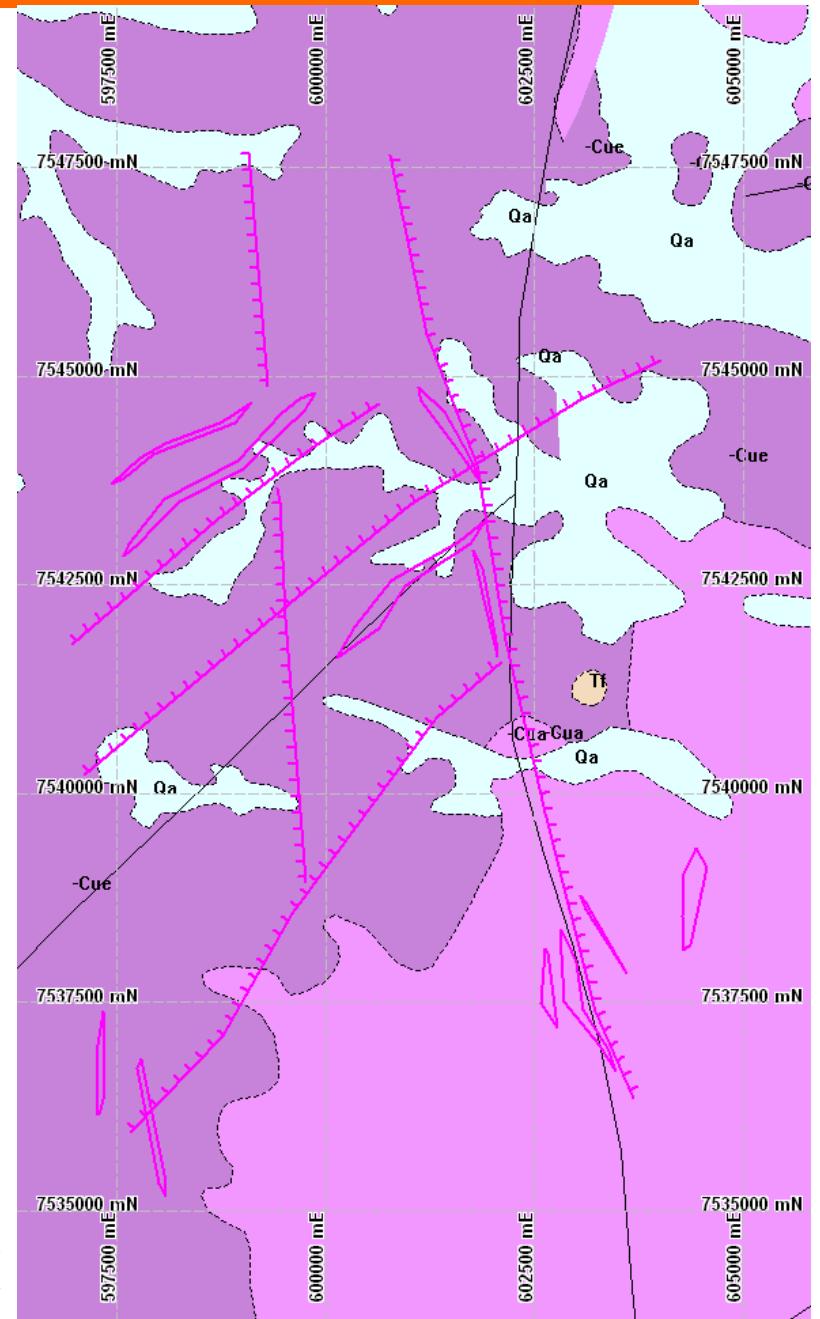 597500 mE
600000 mE
602500 mE
605000 mE
-Cue
7547500 mN
7547500 mN
Qa
Qa
Qa
7545000 mN
7545000 mN
-Cue
Qa
7542500 mN
7542500 mN
Tf
-Cua
-Cua
Qa
7540000 mN
Qa
7540000 mN
-Cue
7537500 mN
7537500 mN
7535000 mN
7535000 mN
597500 mE
600000 mE
602500 mE
605000 mE